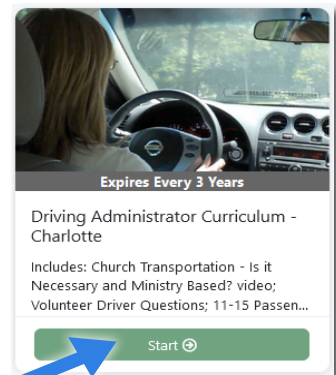 Expires Every 3 Years
Driving Administrator Curriculum -
Charlotte
Includes: Church Transportation - Is it
Necessary and Ministry Based? video;
Volunteer Driver Questions; 11-15 Passen...
Start